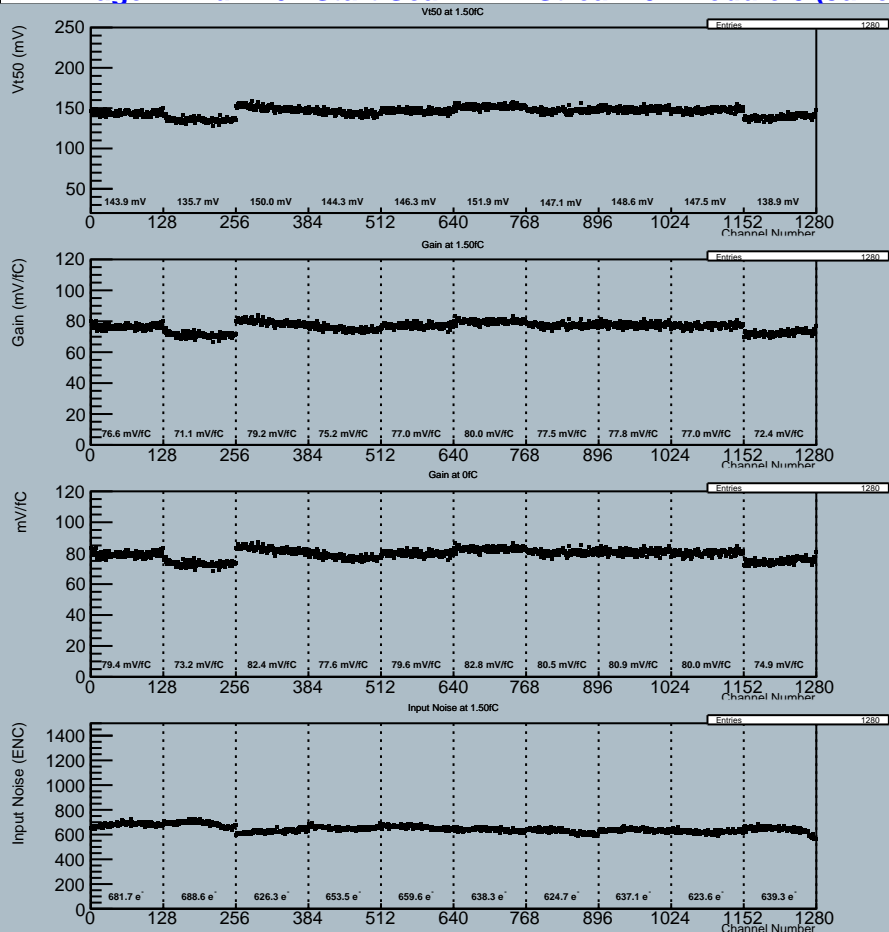 Vt50 at 1.50fC
Entries 1280
Vt50 (mV)
250
200
150
100
50
143.9 mV 135.7 mV 150.0 mV 144.3 mV 146.3 mV 151.9 mV 147.1 mV 148.6 mV 147.5 mV 138.9 mV
0 128 256 384 512 640 768 896 1024 1152 1280
Channel Number
Gain at 1.50fC
Entries 1280
Gain (mV/fC)
120
100
80
60
40
20
0
76.6 mV/fC 71.1 mV/fC 79.2 mV/fC 75.2 mV/fC 77.0 mV/fC 80.0 mV/fC 77.5 mV/fC 77.8 mV/fC 77.0 mV/fC 72.4 mV/fC
0 128 256 384 512 640 768 896 1024 1152 1280
Channel Number
Gain at 0fC
Entries 1280
mV/fC
120
100
80
60
40
20
0
79.4 mV/fC 73.2 mV/fC 82.4 mV/fC 77.6 mV/fC 79.6 mV/fC 82.8 mV/fC 80.5 mV/fC 80.9 mV/fC 80.0 mV/fC 74.9 mV/fC
0 128 256 384 512 640 768 896 1024 1152 1280
Channel Number
Input Noise at 1.50fC
Entries 1280
Input Noise (ENC)
1400
1200
1000
800
600
400
200
0
681.7 e- 688.6 e- 626.3 e- 653.5 e- 659.6 e- 638.3 e- 624.7 e- 637.1 e- 623.6 e- 639.3 e-
0 128 256 384 512 640 768 896 1024 1152 1280
Channel Number